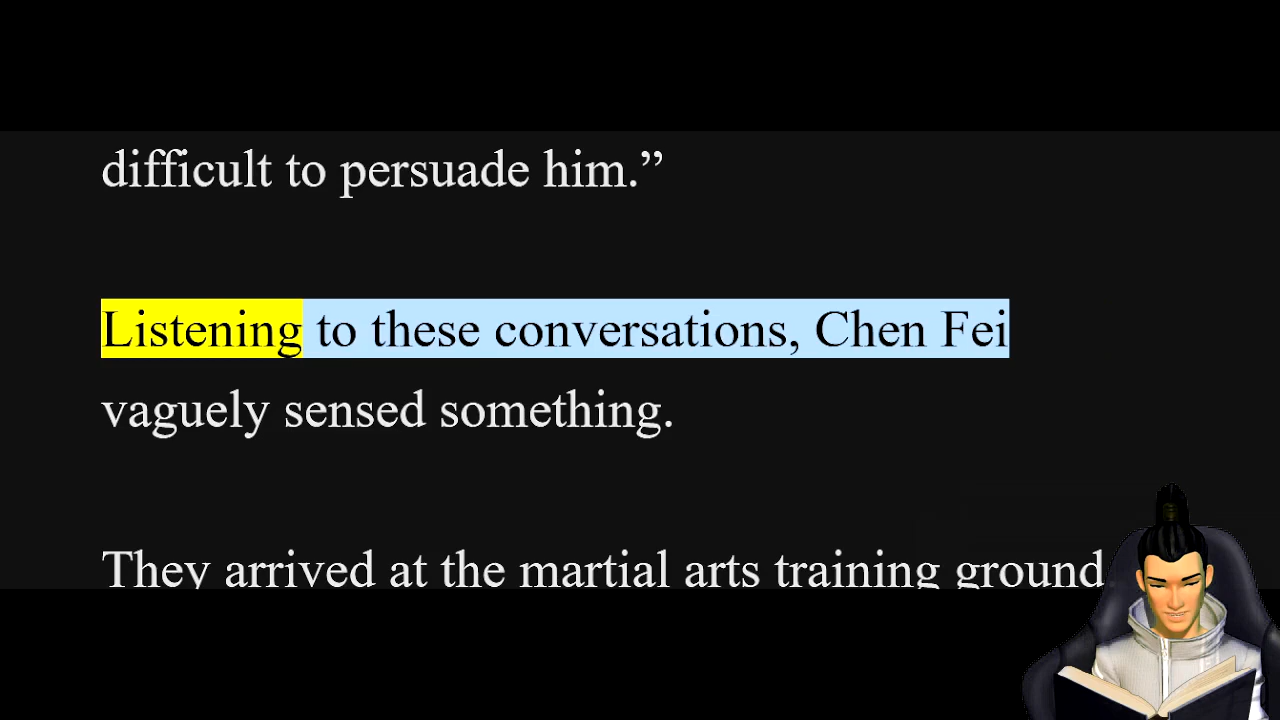 difficult to persuade him.”
Listening to these conversations, Chen Fei
vaguely sensed something.
They arrived at the martial arts training ground